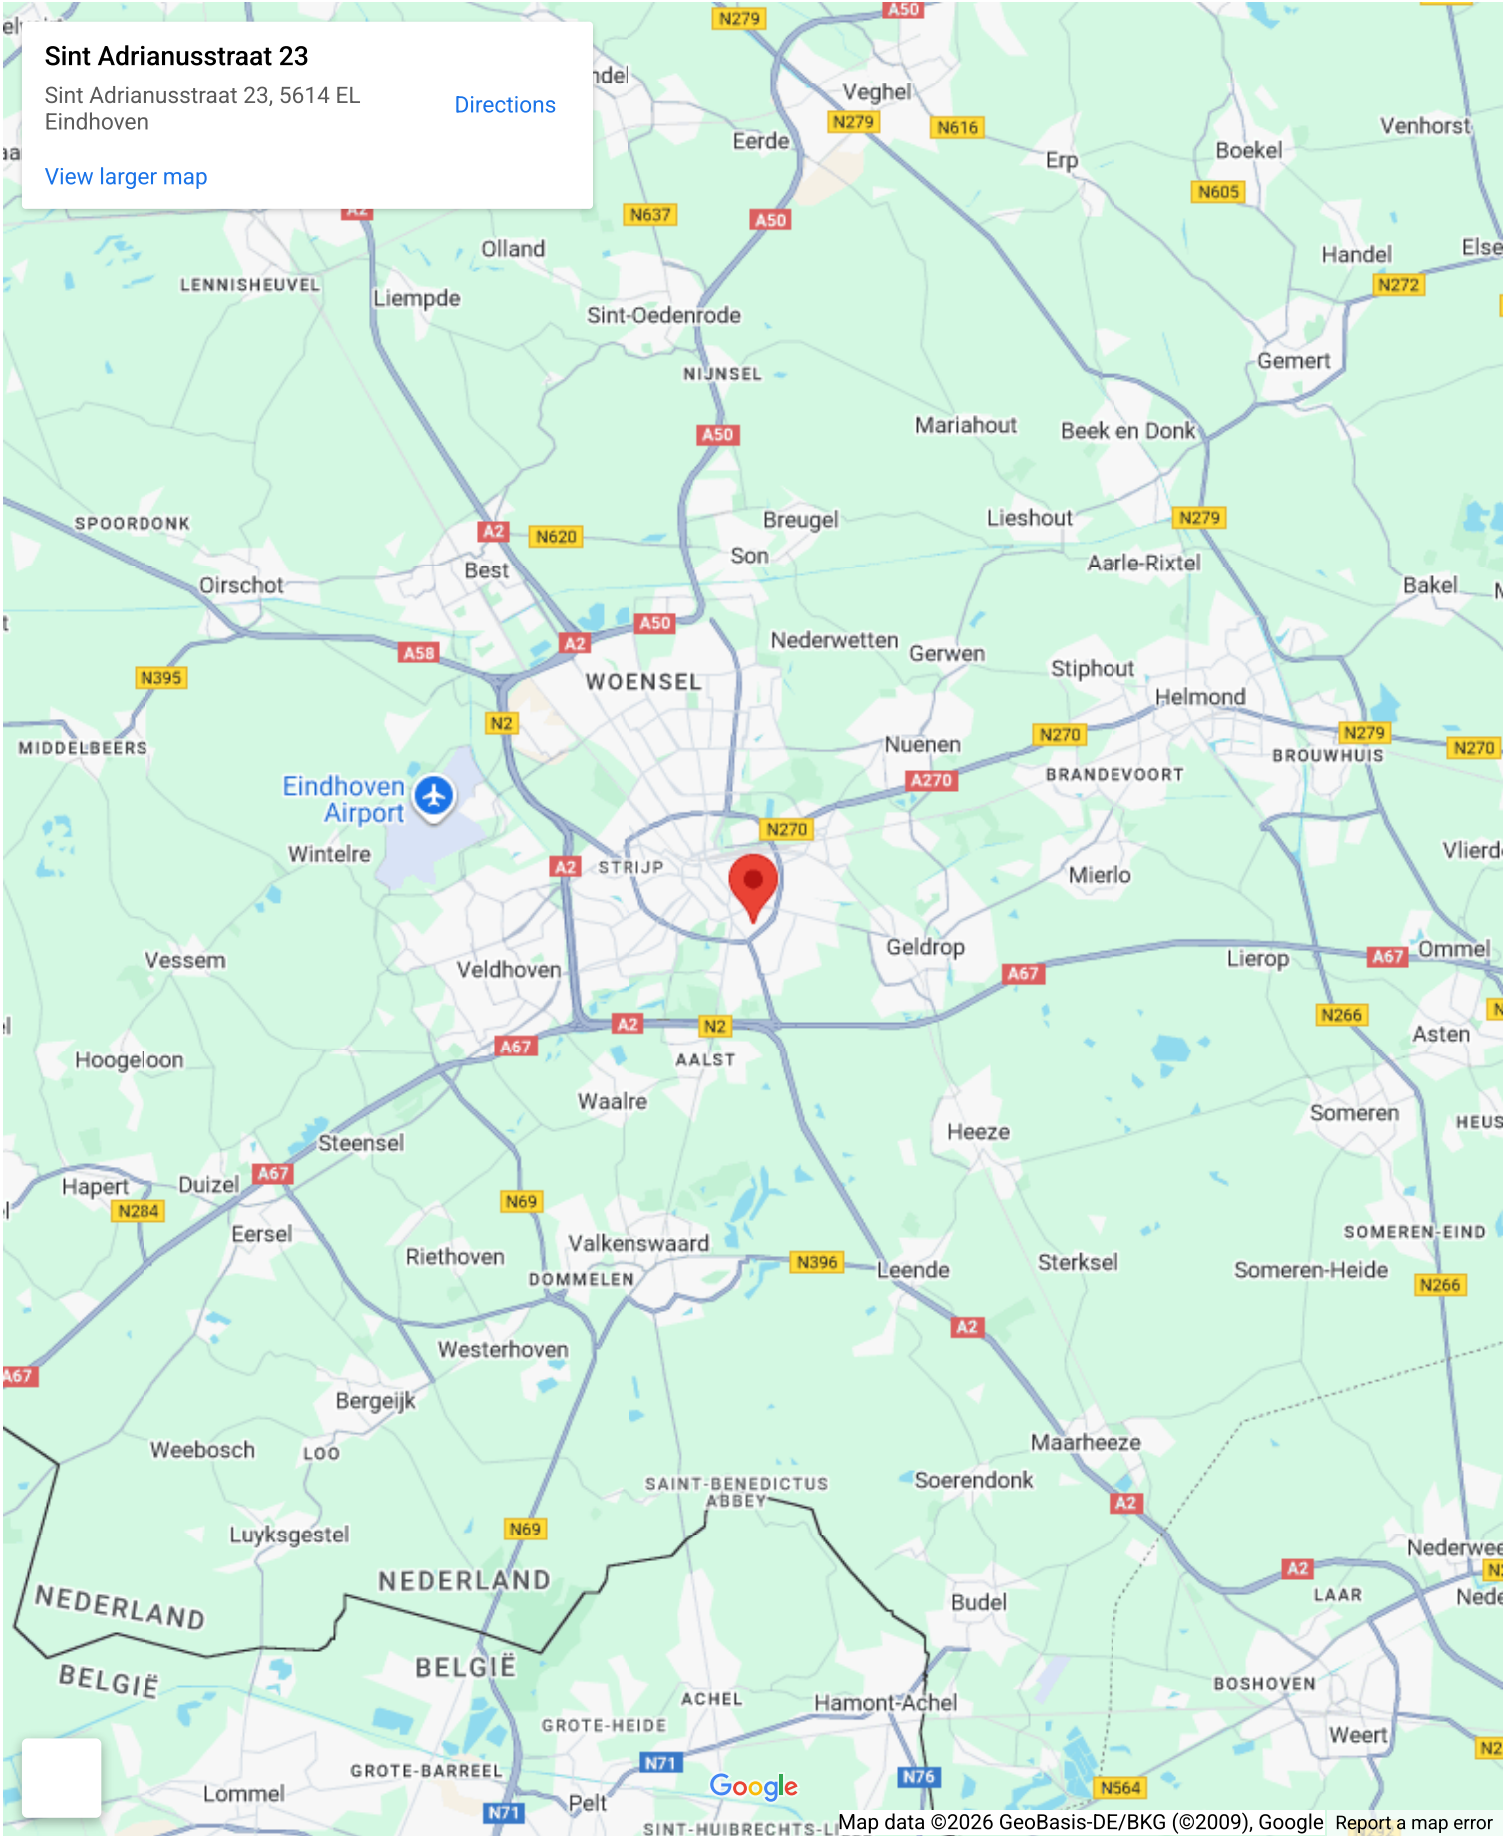 Sint Adrianusstraat 23
Sint Adrianusstraat 23, 5614 EL
Eindhoven
Directions
View larger map
N279
A50
Veghel
N279
N616
Eerde
Venhorst
Erp
Boekel
N605
N637
A50
A2
Olland
Handel
N272
LENNISHEUVEL
Liempde
Sint-Oedenrode
Gemert
NIJNSEL
A50
Mariahout
Beek en Donk
SPOORDONK
A2
N620
Breugel
Lieshout
N279
Son
Aarle-Rixtel
Best
Oirschot
Bakel
A50
A2
A58
Nederwetten
Gerwen
Stiphout
N395
WOENSEL
Helmond
N2
MIDDELBEERS
Nuenen
N270
N279
N270
BROUWHUIS
Eindhoven
Airport
A270
BRANDEVOORT
N270
Wintelre
A2
STRIJP
Mierlo
Geldrop
Vessem
Veldhoven
A67
Lierop
A67
Ommel
A2
N2
N266
A67
Asten
Hoogeloon
AALST
Waalre
Someren
Heeze
Steensel
A67
Hapert
Duizel
N284
N69
Eersel
Riethoven
Valkenswaard
SOMEREN-EIND
DOMMELEN
N396
Leende
Sterksel
Someren-Heide
N266
A2
Westerhoven
A67
Bergeijk
Weebosch
LOO
Maarheeze
Soerendonk
SAINT-BENEDICTUS
ABBEY
A2
Luyksgestel
N69
A2
NEDERLAND
NEDERLAND
LAAR
Budel
BELGIË
BELGIË
BOSHOVEN
ACHEL
Hamont-Achel
GROTE-HEIDE
Weert
N71
GROTE-BARREEL
N76
Google
N564
Lommel
Pelt
N71
Map data ©2026 GeoBasis-DE/BKG (©2009), Google
Report a map error